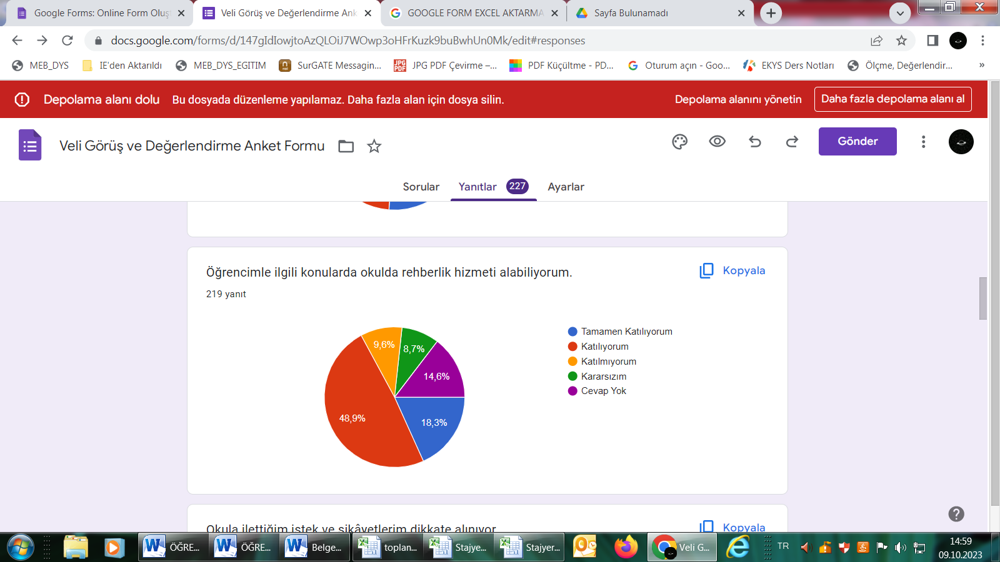 Google Forms: Online Form Oluşt
Veli Görüş ve Değerlendirme Ank
GOOGLE FORM EXCEL AKTARMA
Sayfa Bulunamadı
docs.google.com/forms/d/147gIdIowjtoAzQLOiJ7WOwp3oHFrKuzk9buBwhUn0Mk/edit#responses
MEB_DYS
IE'den Aktarıldı
MEB_DYS_EGITIM
SurGATE Messagin...
JPG PDF Çevirme –...
PDF Küçültme - PD...
Oturum açın - Goo...
EKYS Ders Notları
Ölçme, Değerlendir...
»
Depolama alanı dolu
Bu dosyada düzenleme yapılamaz. Daha fazla alan için dosya silin.
Depolama alanını yönetin
Daha fazla depolama alanı al
Veli Görüş ve Değerlendirme Anket Formu
Gönder
Sorular
Yanıtlar 227
Ayarlar
Öğrencimle ilgili konularda okulda rehberlik hizmeti alabiliyorum.
Kopyala
219 yanıt
Tamamen Katılıyorum
Katılıyorum
Katılmıyorum
Kararsızım
Cevap Yok
9,6%
8,7%
14,6%
48,9%
18,3%
Okula ilettiğim istek ve şikâyetlerim dikkate alınıyor.
Kopyala
ÖĞRE...
ÖĞRE...
Belge...
toplan...
Stajye...
Stajyer...
Veli G...
TR
14:59
09.10.2023